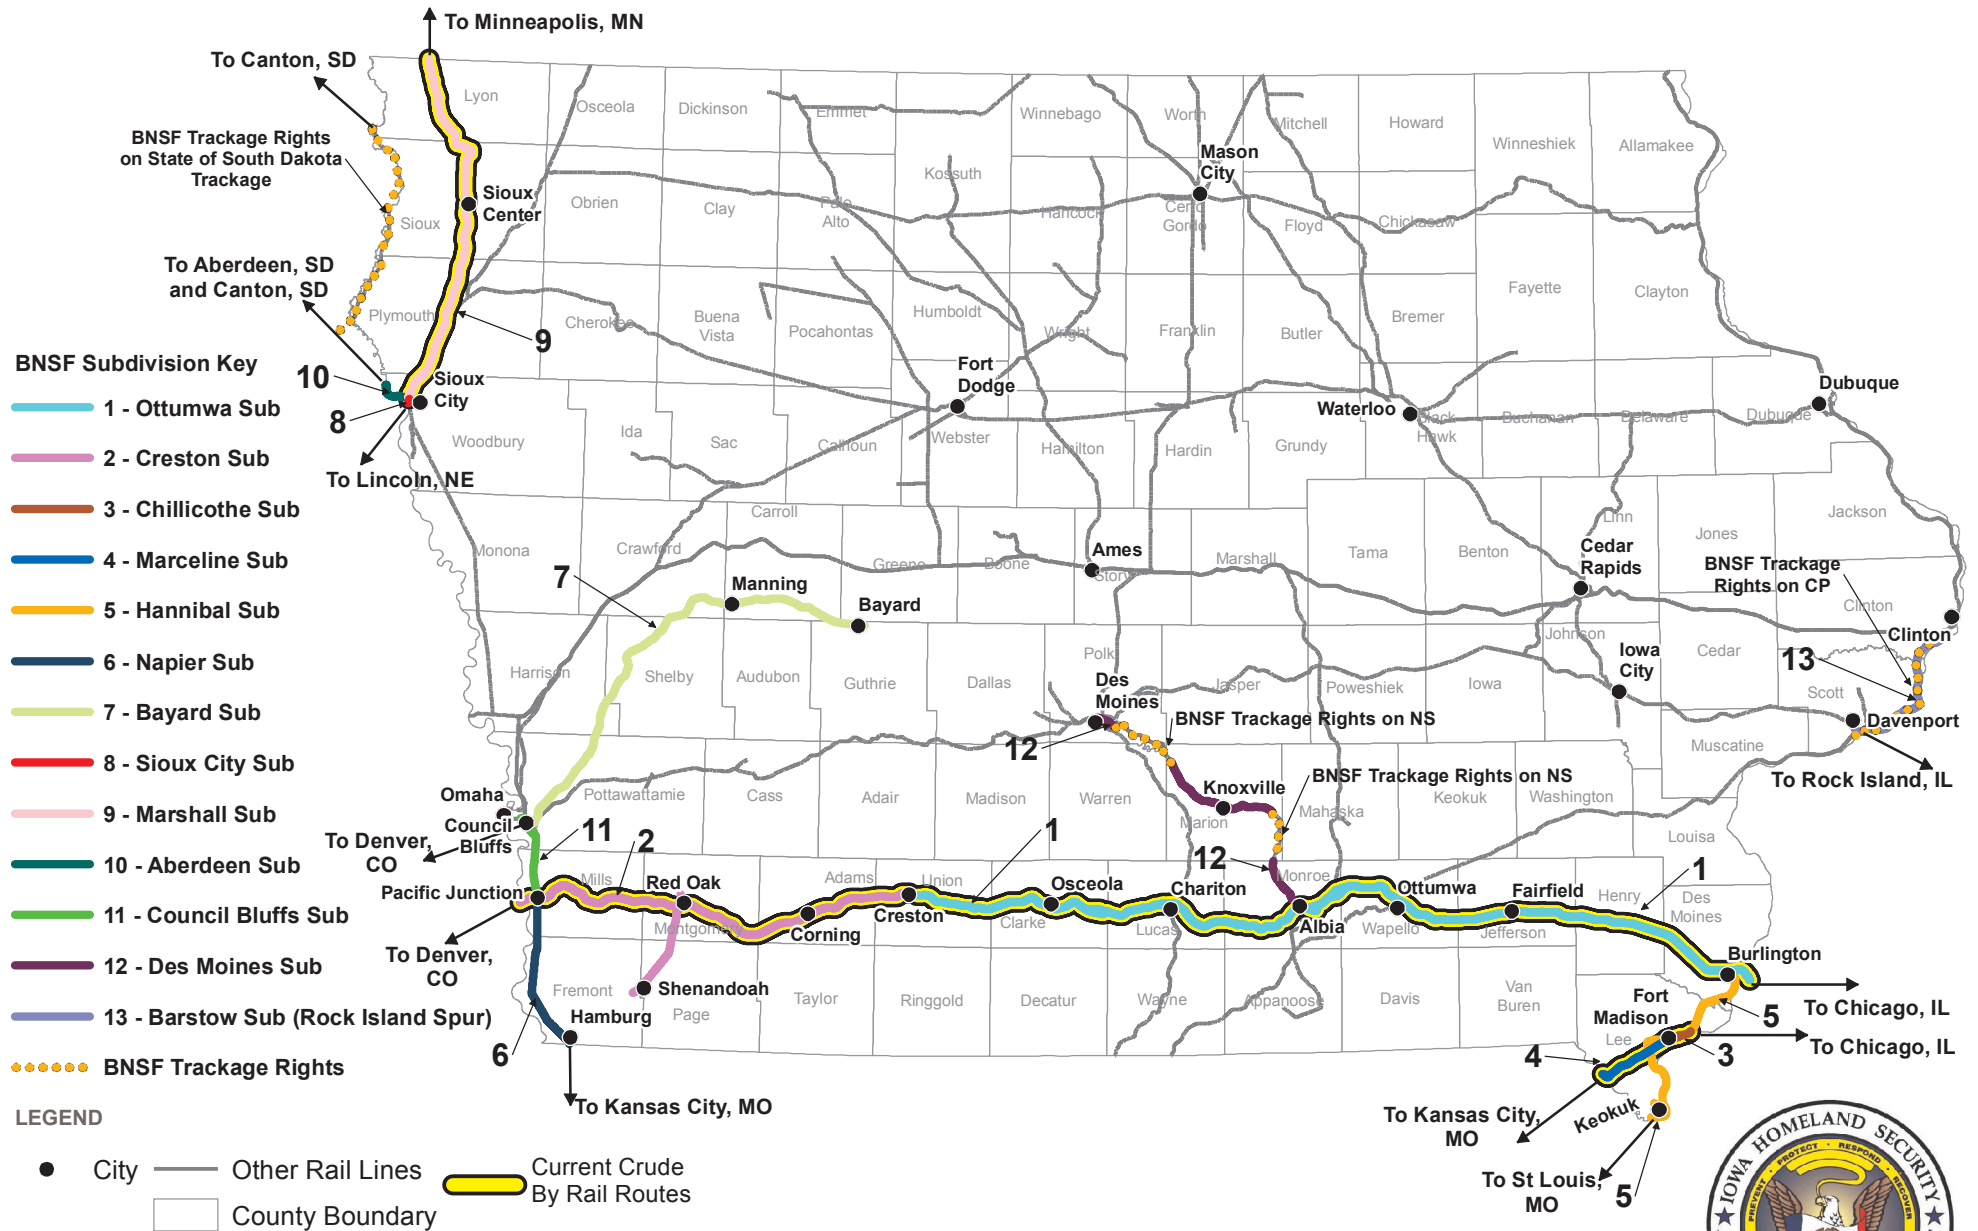 To Minneapolis, MN
To Canton, SD
BNSF Trackage Rights
on State of South Dakota
Trackage
To Aberdeen, SD
and Canton, SD
Lyon
Osceola
Dickinson
Emmet
Winnebago
Worth
Mitchell
Howard
Winneshiek
Allamakee
Kossuth
Mason
City
Sioux
Center
Sioux
Obrien
Clay
Palo
Alto
Hancock
Cerro
Gordo
Floyd
Chickasaw
Plymouth
Cherokee
Buena
Vista
Pocahontas
Humboldt
Wright
Franklin
Butler
Bremer
Fayette
Clayton
9
10
8
Sioux
City
Fort
Dodge
Waterloo
Dubuque
To Lincoln, NE
Woodbury
Ida
Sac
Calhoun
Webster
Hamilton
Hardin
Grundy
Black
Hawk
Buchanan
Delaware
Dubuque
Monona
Crawford
Carroll
Greene
Boone
Story
Ames
Marshall
Tama
Benton
Linn
Cedar
Rapids
Jones
Jackson
BNSF Trackage
Rights on CP
Clinton
Clinton
7
Manning
Bayard
Harrison
Shelby
Audubon
Guthrie
Dallas
Polk
Des
Moines
Jasper
Poweshiek
Iowa
Johnson
Iowa
City
Cedar
13
Scott
Davenport
Muscatine
To Rock Island, IL
BNSF Trackage Rights on NS
12
Omaha
Council
Bluffs
To Denver,
CO
11
Pottawattamie
Cass
Adair
Madison
Warren
Knoxville
Marion
BNSF Trackage Rights on NS
Mahaska
Keokuk
Washington
Louisa
2
1
12
1
Pacific Junction
Mills
Red Oak
Montgomery
Adams
Corning
Union
Creston
Osceola
Clarke
Chariton
Lucas
Monroe
Albia
Ottumwa
Wapello
Fairfield
Jefferson
Henry
Des
Moines
Burlington
To Denver,
CO
Fremont
Shenandoah
Page
Hamburg
6
Taylor
Ringgold
Decatur
Wayne
Appanoose
Davis
Van
Buren
Fort
Madison
Lee
5
To Chicago, IL
To Chicago, IL
3
4
To Kansas City, MO
To Kansas City,
MO
Keokuk
To St Louis,
MO
5
BNSF Subdivision Key
1 - Ottumwa Sub
2 - Creston Sub
3 - Chillicothe Sub
4 - Marceline Sub
5 - Hannibal Sub
6 - Napier Sub
7 - Bayard Sub
8 - Sioux City Sub
9 - Marshall Sub
10 - Aberdeen Sub
11 - Council Bluffs Sub
12 - Des Moines Sub
13 - Barstow Sub (Rock Island Spur)
BNSF Trackage Rights
LEGEND
City
Other Rail Lines
Current Crude
By Rail Routes
County Boundary
IOWA HOMELAND SECURITY
PREVENT · PROTECT · RESPOND · RECOVER